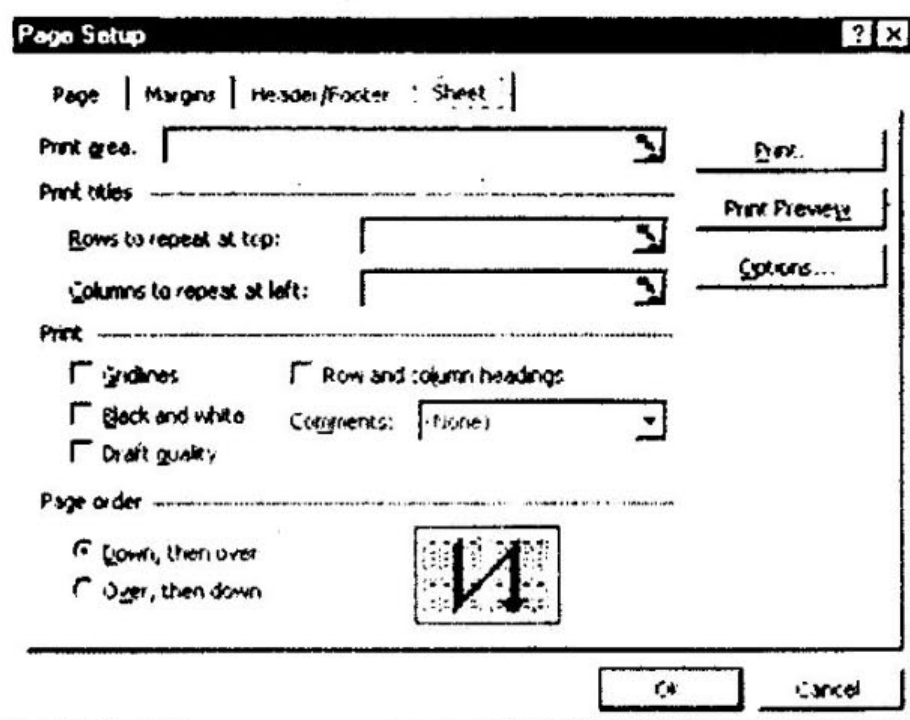 Page Setup
? X
Page Margins Header/Footer Sheet
Print area:
Print...
Print titles
Print Preview
Rows to repeat at top:
Options...
Columns to repeat at left:
Print
Gridlines Row and column headings
Black and white Comments: (None)
Draft quality
Page order
Down, then over
Over, then down
OK Cancel